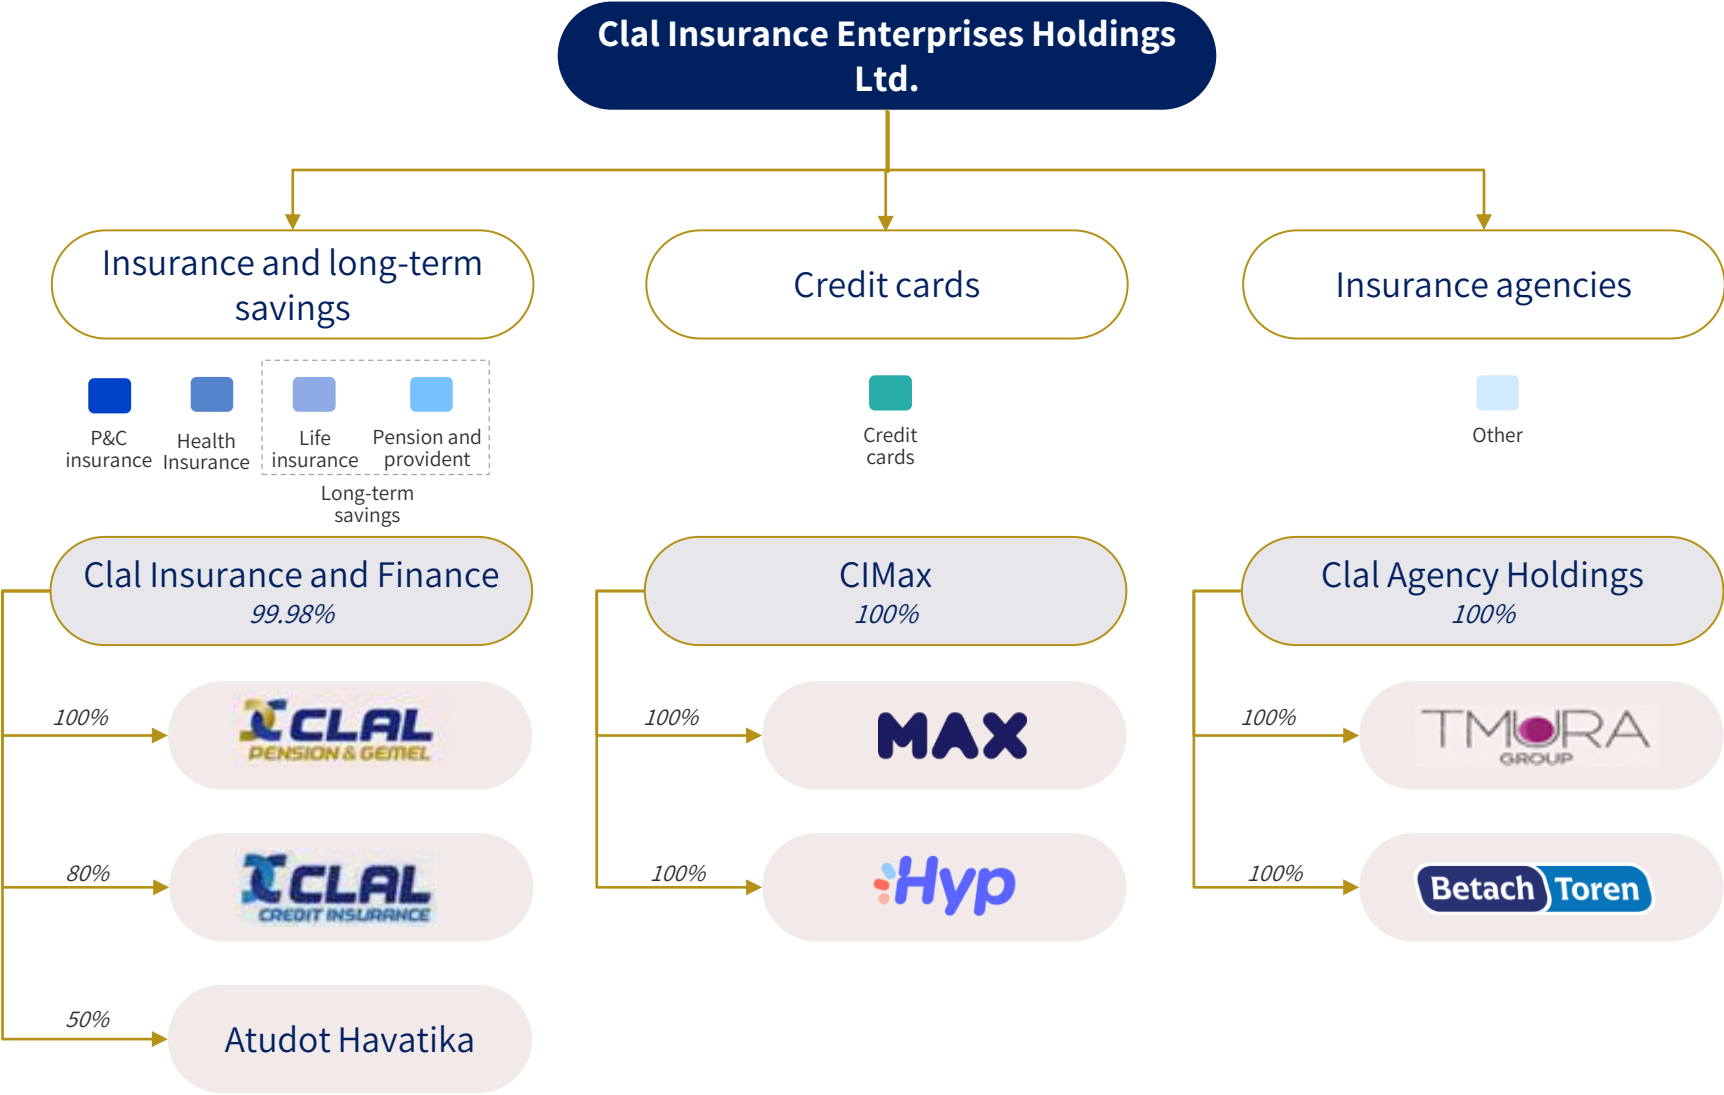 Clal Insurance Enterprises Holdings
Ltd.
Insurance and long-term
savings
Credit cards
Insurance agencies
P&C
insurance
Health
Insurance
Life
insurance
Pension and
provident
Long-term
savings
Credit
cards
Other
Clal Insurance and Finance
99.98%
CIMax
100%
Clal Agency Holdings
100%
100%
CLAL
PENSION & GEMEL
100%
MAX
100%
TMURA
GROUP
80%
CLAL
CREDIT INSURANCE
100%
Hyp
100%
Betach Toren
50%
Atudot Havatika